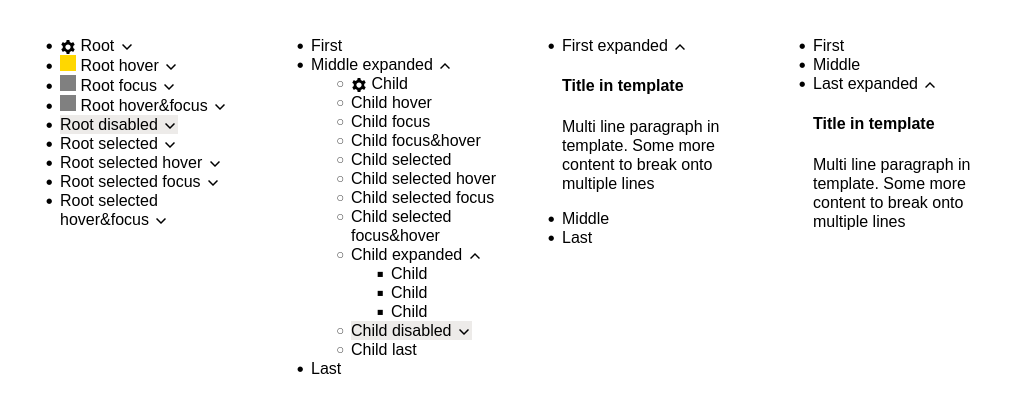 Root
Root hover
Root focus
Root hover&focus
Root disabled
Root selected
Root selected hover
Root selected focus
Root selected
hover&focus
First
Middle expanded
Child
Child hover
Child focus
Child focus&hover
Child selected
Child selected hover
Child selected focus
Child selected
focus&hover
Child expanded
Child
Child
Child
Child disabled
Child last
Last
First expanded
Title in template
Multi line paragraph in
template. Some more
content to break onto
multiple lines
Middle
Last
First
Middle
Last expanded
Title in template
Multi line paragraph in
template. Some more
content to break onto
multiple lines